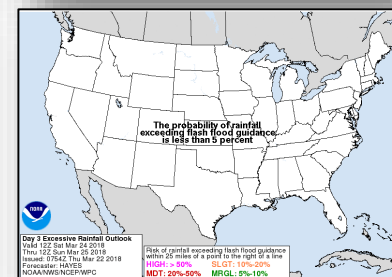 The probability of rainfall
exceeding flash flood guidance
is less than 5 percent
NOAA
Day 3 Excessive Rainfall Outlook
Valid 12Z Sat Mar 24 2018
Thru 12Z Sun Mar 25 2018
Issued: 0754Z Thu Mar 22 2018
Forecaster: HAYES
NOAA/NWS/NCEP/WPC
Risk of rainfall exceeding flash flood guidance
within 25 miles of a point to the right of a line
HIGH: > 50% SLGT: 10%-20%
MDT: 20%-50% MRGL: 5%-10%